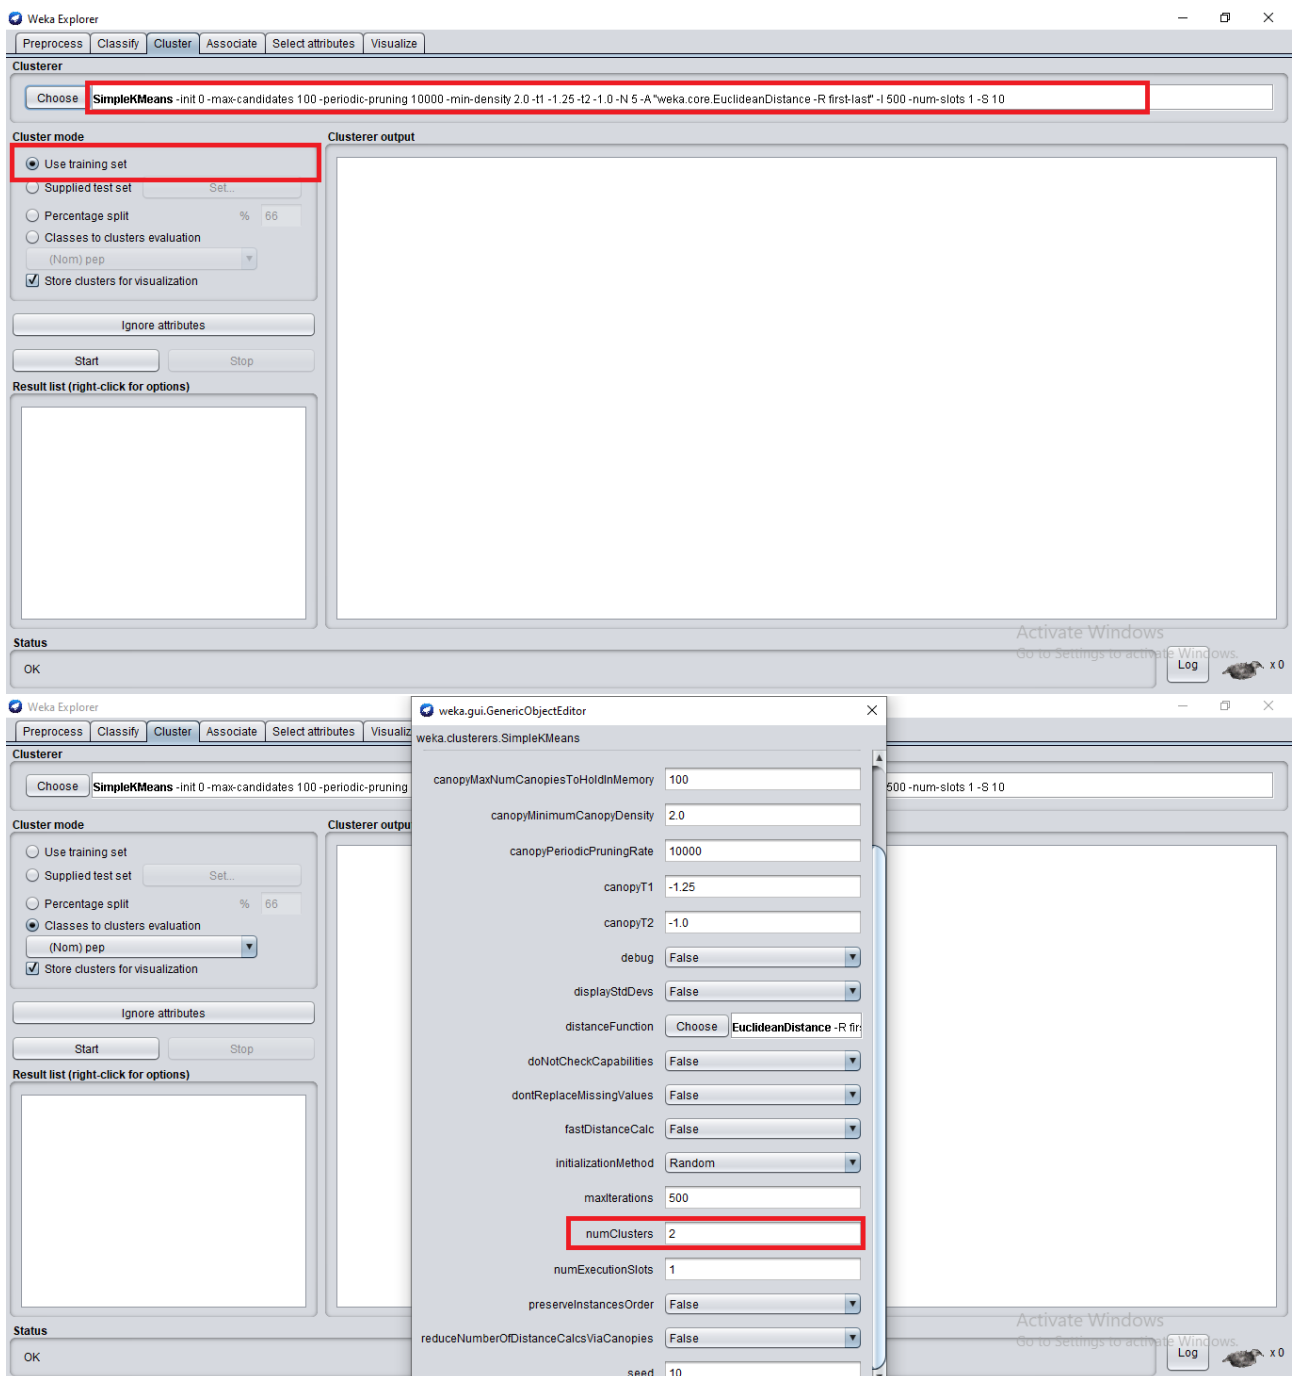 Weka Explorer
Preprocess Classify Cluster Associate Select attributes Visualize
Clusterer
Choose SimpleKMeans -init 0 -max-candidates 100 -periodic-pruning 10000 -min-density 2.0 -t1 -1.25 -t2 -1.0 -N 5 -A "weka.core.EuclideanDistance -R first-last" -I 500 -num-slots 1 -S 10
Cluster mode
Use training set
Supplied test set Set...
Percentage split % 66
Classes to clusters evaluation
(Nom) pep
Store clusters for visualization
Ignore attributes
Start Stop
Result list (right-click for options)
Clusterer output
Status
OK
Activate Windows
Go to Settings to activate Windows.
Log x 0
Weka Explorer
Preprocess Classify Cluster Associate Select attributes Visualiz
Clusterer
Choose SimpleKMeans -init 0 -max-candidates 100 -periodic-pruning
500 -num-slots 1 -S 10
Cluster mode
Use training set
Supplied test set Set...
Percentage split % 66
Classes to clusters evaluation
(Nom) pep
Store clusters for visualization
Ignore attributes
Start Stop
Result list (right-click for options)
Clusterer outpu
Status
OK
weka.gui.GenericObjectEditor
weka.clusterers.SimpleKMeans
canopyMaxNumCanopiesToHoldInMemory 100
canopyMinimumCanopyDensity 2.0
canopyPeriodicPruningRate 10000
canopyT1 -1.25
canopyT2 -1.0
debug False
displayStdDevs False
distanceFunction Choose EuclideanDistance -R fir
doNotCheckCapabilities False
dontReplaceMissingValues False
fastDistanceCalc False
initializationMethod Random
maxIterations 500
numClusters 2
numExecutionSlots 1
preserveInstancesOrder False
reduceNumberOfDistanceCalcsViaCanopies False
seed 10
Activate Windows
Go to Settings to activate Windows.
Log x 0